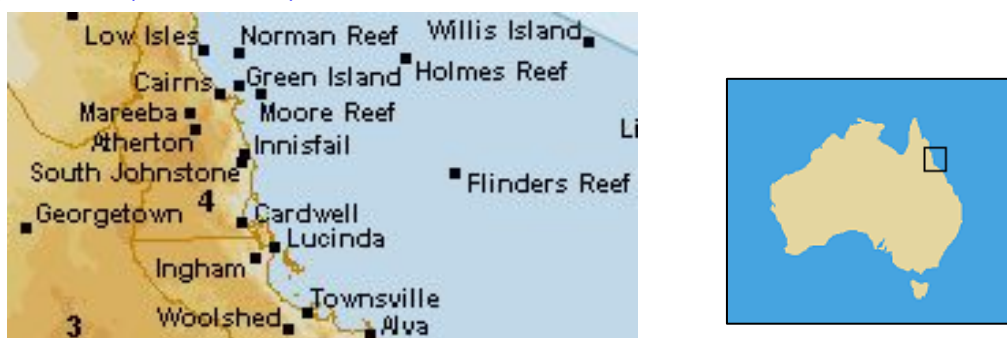 Low Isles
Norman Reef
Willis Island
Cairns
Green Island
Holmes Reef
Mareeba
Moore Reef
Atherton
Innisfail
Li
South Johnstone
Flinders Reef
Georgetown
4
Cardwell
Lucinda
Ingham
Townsville
3
Woolshed
Alva